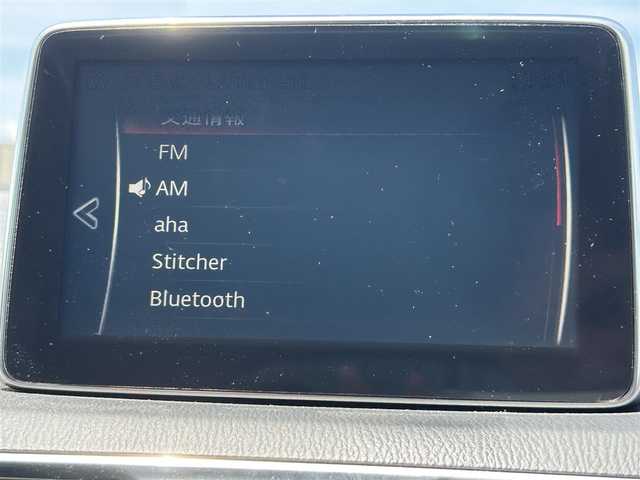 交通情報
FM
AM
aha
Stitcher
Bluetooth